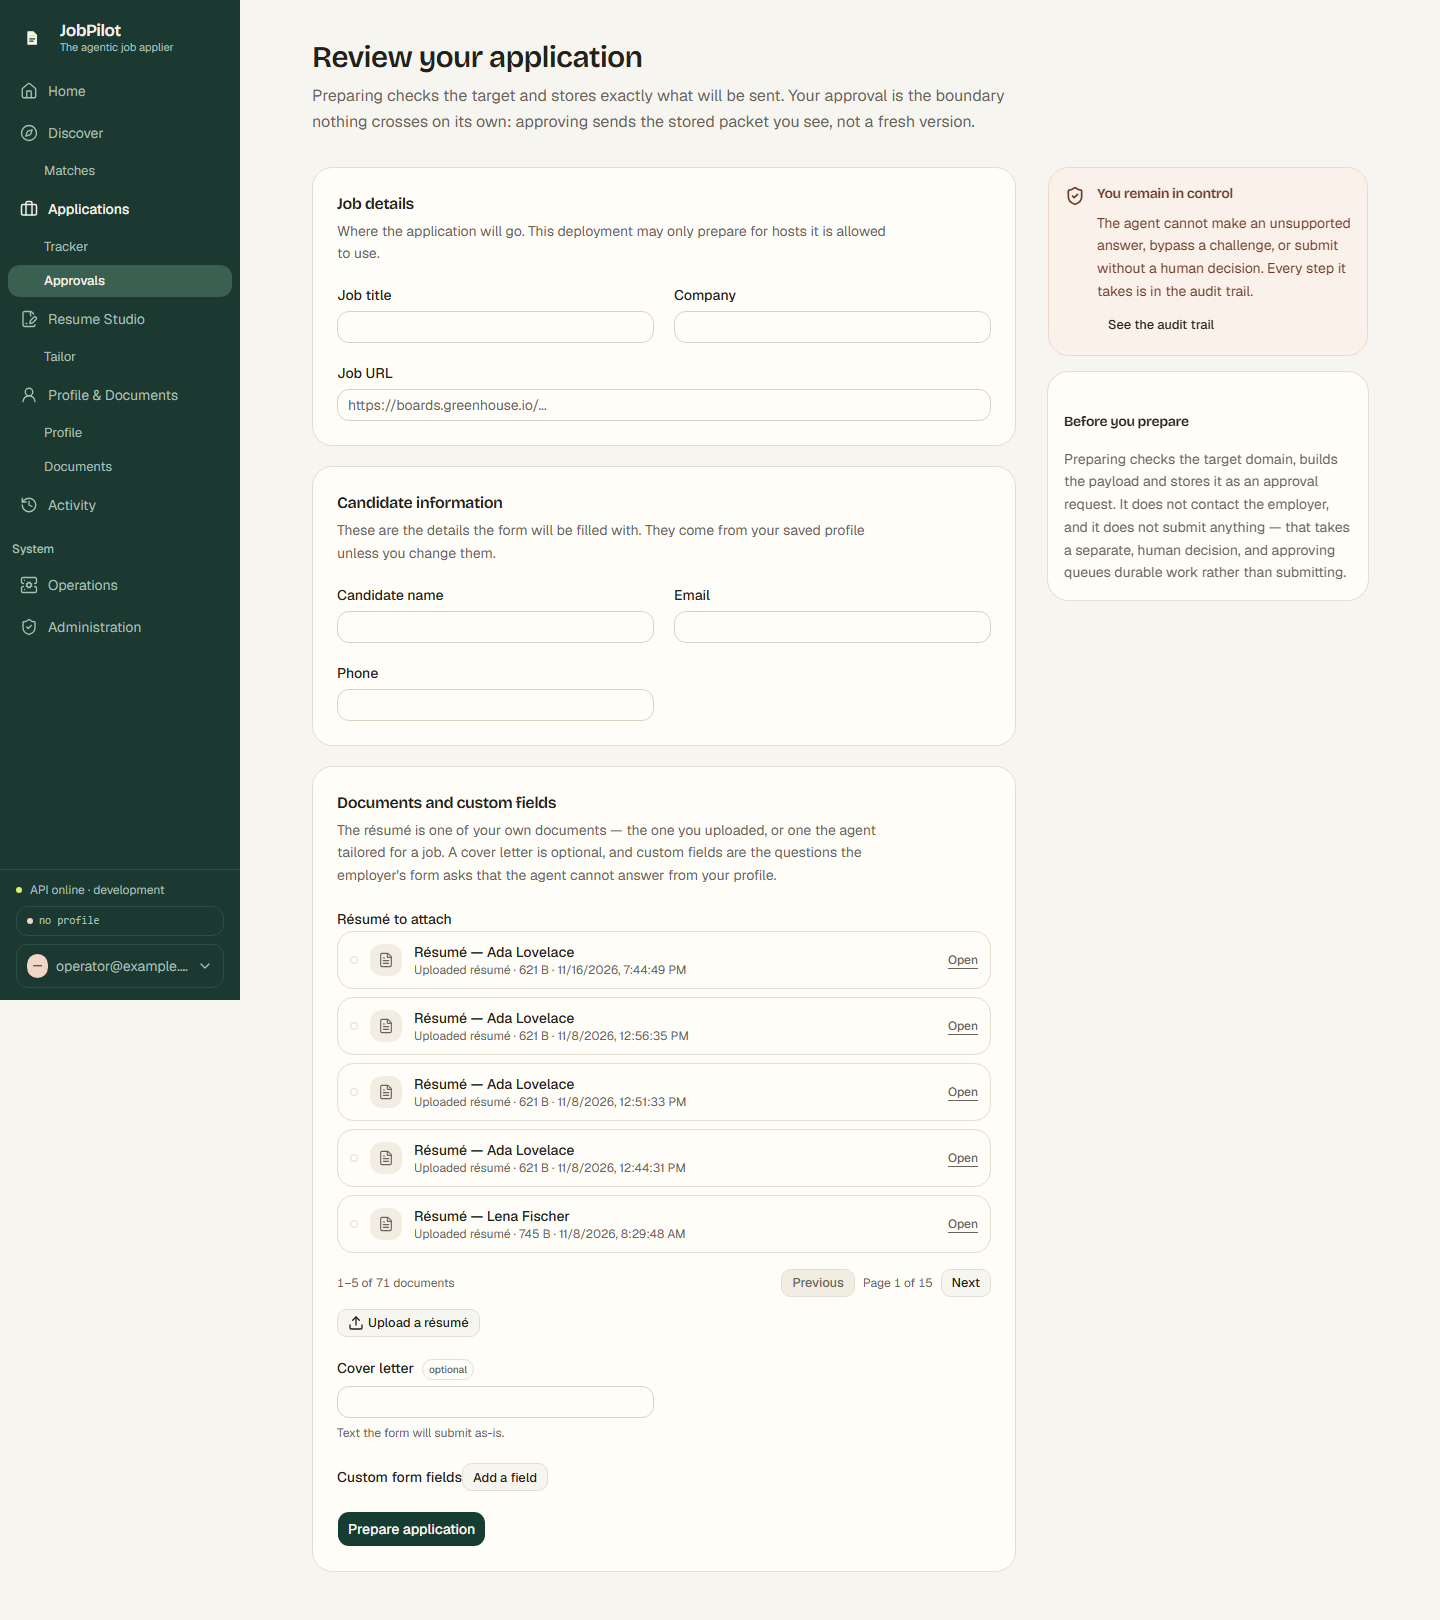 JobPilot
The agentic job applier
Home
Discover
Matches
Applications
Tracker
Approvals
Resume Studio
Tailor
Profile & Documents
Profile
Documents
Activity
System
Operations
Administration
API online · development
no profile
operator@example....
Review your application
Preparing checks the target and stores exactly what will be sent. Your approval is the boundary
nothing crosses on its own: approving sends the stored packet you see, not a fresh version.
Job details
Where the application will go. This deployment may only prepare for hosts it is allowed
to use.
Job title
Company
Job URL
https://boards.greenhouse.io/...
Candidate information
These are the details the form will be filled with. They come from your saved profile
unless you change them.
Candidate name
Email
Phone
Documents and custom fields
The résumé is one of your own documents — the one you uploaded, or one the agent
tailored for a job. A cover letter is optional, and custom fields are the questions the
employer's form asks that the agent cannot answer from your profile.
Résumé to attach
Résumé — Ada Lovelace
Uploaded résumé · 621 B · 11/16/2026, 7:44:49 PM
Open
Résumé — Ada Lovelace
Uploaded résumé · 621 B · 11/8/2026, 12:56:35 PM
Open
Résumé — Ada Lovelace
Uploaded résumé · 621 B · 11/8/2026, 12:51:33 PM
Open
Résumé — Ada Lovelace
Uploaded résumé · 621 B · 11/8/2026, 12:44:31 PM
Open
Résumé — Lena Fischer
Uploaded résumé · 745 B · 11/8/2026, 8:29:48 AM
Open
1–5 of 71 documents
Previous
Page 1 of 15
Next
Upload a résumé
Cover letter
optional
Text the form will submit as-is.
Custom form fields
Add a field
Prepare application
You remain in control
The agent cannot make an unsupported
answer, bypass a challenge, or submit
without a human decision. Every step it
takes is in the audit trail.
See the audit trail
Before you prepare
Preparing checks the target domain, builds
the payload and stores it as an approval
request. It does not contact the employer,
and it does not submit anything — that takes
a separate, human decision, and approving
queues durable work rather than submitting.